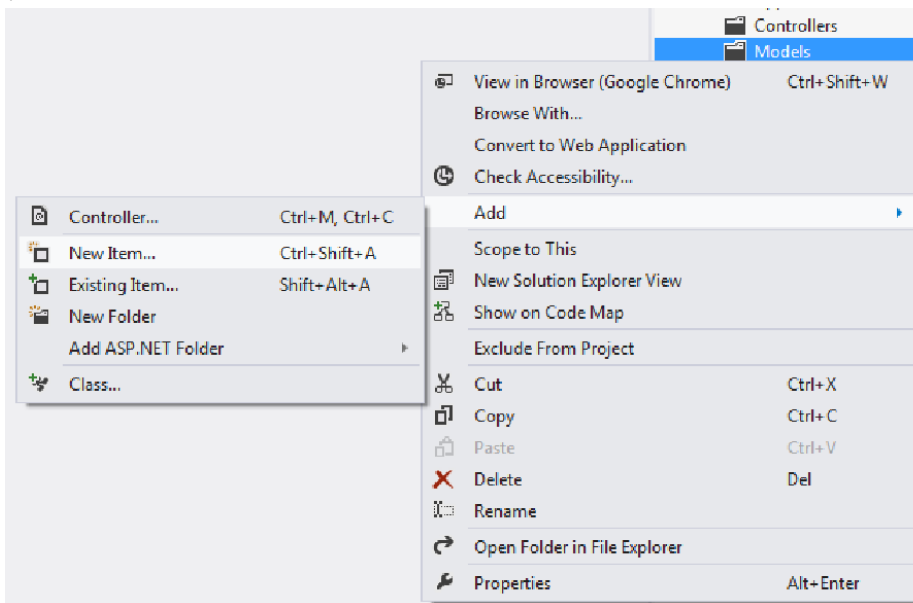 Controllers
Models
View in Browser (Google Chrome) Ctrl+Shift+W
Browse With...
Convert to Web Application
Check Accessibility...
Add
Scope to This
New Solution Explorer View
Show on Code Map
Exclude From Project
Cut Ctrl+X
Copy Ctrl+C
Paste Ctrl+V
Delete Del
Rename
Open Folder in File Explorer
Properties Alt+Enter
Controller... Ctrl+M, Ctrl+C
New Item... Ctrl+Shift+A
Existing Item... Shift+Alt+A
New Folder
Add ASP.NET Folder
Class...